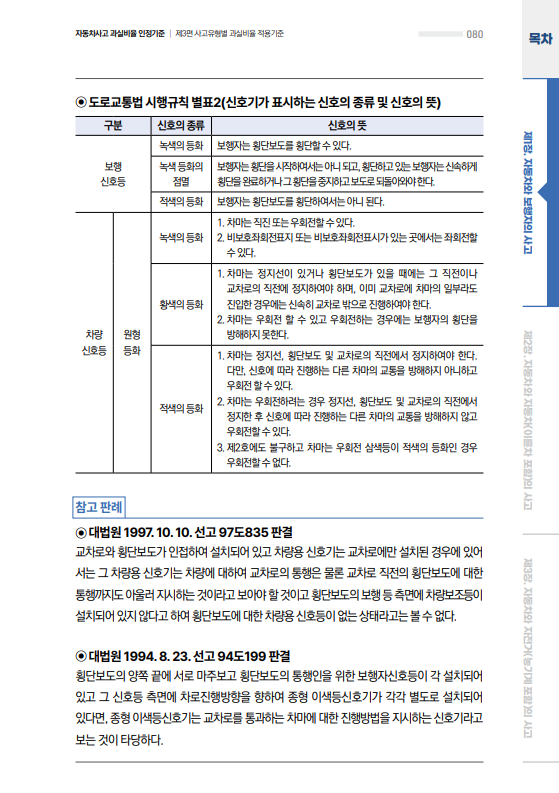 자동차사고 과실비율 인정기준 | 제3편 사고유형별 과실비율 적용기준
080
목차
◉ 도로교통법 시행규칙 별표2(신호기가 표시하는 신호의 종류 및 신호의 뜻)
구분 신호의 종류 신호의 뜻
보행
신호등
녹색의 등화 보행자는 횡단보도를 횡단할 수 있다.
녹색 등화의
점멸
보행자는 횡단을 시작하여서는 아니 되고, 횡단하고 있는 보행자는 신속하게
횡단을 완료하거나 그 횡단을 중지하고 보도로 되돌아와야 한다.
적색의 등화 보행자는 횡단보도를 횡단하여서는 아니 된다.
차량
신호등
원형
등화
녹색의 등화
1. 차마는 직진 또는 우회전할 수 있다.
2. 비보호좌회전표지 또는 비보호좌회전표시가 있는 곳에서는 좌회전할
수 있다.
황색의 등화
1. 차마는 정지선이 있거나 횡단보도가 있을 때에는 그 직전이나
교차로의 직전에 정지하여야 하며, 이미 교차로에 차마의 일부라도
진입한 경우에는 신속히 교차로 밖으로 진행하여야 한다.
2. 차마는 우회전 할 수 있고 우회전하는 경우에는 보행자의 횡단을
방해하지 못한다.
적색의 등화
1. 차마는 정지선, 횡단보도 및 교차로의 직전에서 정지하여야 한다.
다만, 신호에 따라 진행하는 다른 차마의 교통을 방해하지 아니하고
우회전 할 수 있다.
2. 차마는 우회전하려는 경우 정지선, 횡단보도 및 교차로의 직전에서
정지한 후 신호에 따라 진행하는 다른 차마의 교통을 방해하지 않고
우회전할 수 있다.
3. 제2호에도 불구하고 차마는 우회전 삼색등이 적색의 등화인 경우
우회전할 수 없다.
참고 판례
◉ 대법원 1997. 10. 10. 선고 97도835 판결
교차로와 횡단보도가 인접하여 설치되어 있고 차량용 신호기는 교차로에만 설치된 경우에 있어
서는 그 차량용 신호기는 차량에 대하여 교차로의 통행은 물론 교차로 직전의 횡단보도에 대한
통행까지도 아울러 지시하는 것이라고 보아야 할 것이고 횡단보도의 보행 등 측면에 차량보조등이
설치되어 있지 않다고 하여 횡단보도에 대한 차량용 신호등이 없는 상태라고는 볼 수 없다.
◉ 대법원 1994. 8. 23. 선고 94도199 판결
횡단보도의 양쪽 끝에 서로 마주보고 횡단보도의 통행인을 위한 보행자신호등이 각 설치되어
있고 그 신호등 측면에 차로진행방향을 향하여 종형 이색등신호기가 각각 별도로 설치되어
있다면, 종형 이색등신호기는 교차로를 통과하는 차마에 대한 진행방법을 지시하는 신호기라고
보는 것이 타당하다.
제1장. 자동차와 보행자의 사고
제2장. 자동차와 자동차(이륜차 포함)의 사고
제3장. 자동차와 자전거(농기계 포함)의 사고